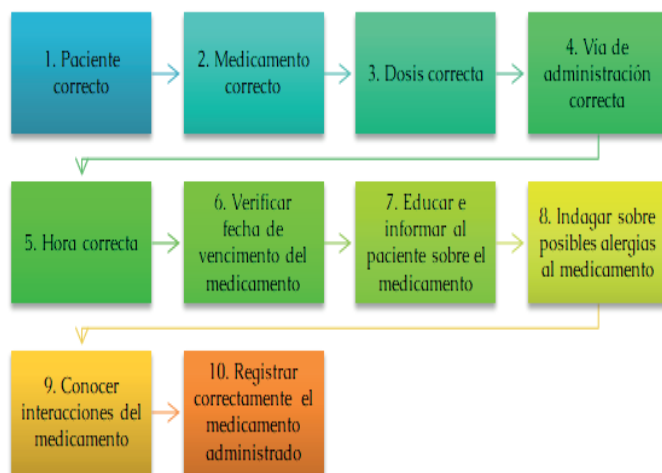 1. Paciente
correcto
2. Medicamento
correcto
3. Dosis correcta
4. Vía de
administración
correcta
5. Hora correcta
6. Verificar
fecha de
vencimento del
medicamento
7. Educar e
informar al
paciente sobre el
medicamento
8. Indagar sobre
posibles alergias
al medicamento
9. Conocer
interacciones del
medicamento
10. Registrar
correctamente el
medicamento
administrado